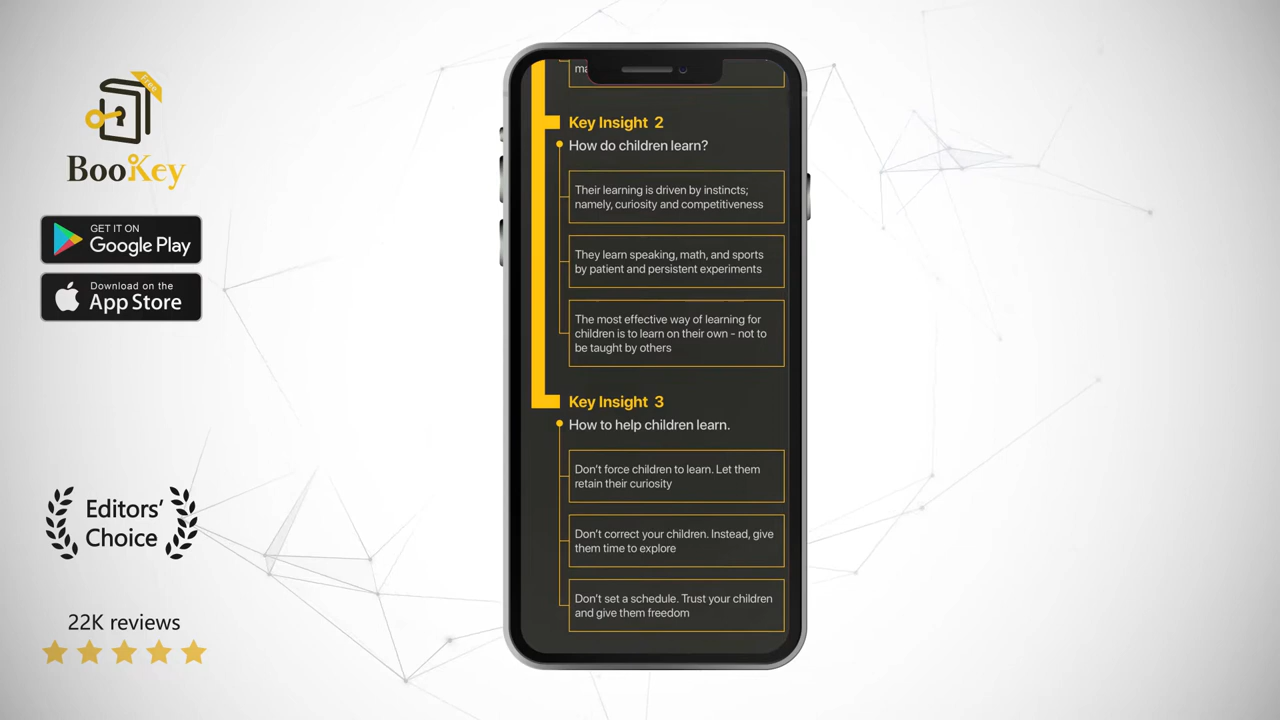 Free
BooKey
GET IT ON
Google Play
Download on the
App Store
Editors’
Choice
22K reviews
Key Insight 2
How do children learn?
Their learning is driven by instincts;
namely, curiosity and competitiveness
They learn speaking, math, and sports
by patient and persistent experiments
The most effective way of learning for
children is to learn on their own - not to
be taught by others
Key Insight 3
How to help children learn.
Don’t force children to learn. Let them
retain their curiosity
Don’t correct your children. Instead, give
them time to explore
Don’t set a schedule. Trust your children
and give them freedom